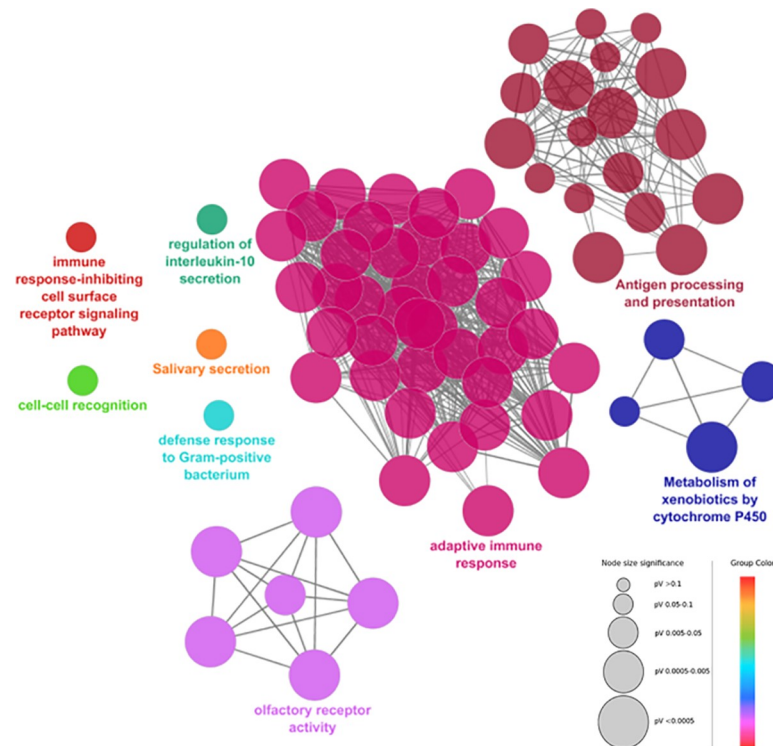 Antigen processing
and presentation
immune
response-inhibiting
cell surface
receptor signaling
pathway
regulation of
interleukin-10
secretion
Salivary secretion
cell-cell recognition
defense response
to Gram-positive
bacterium
Metabolism of
xenobiotics by
cytochrome P450
adaptive immune
response
olfactory receptor
activity
Node size significance
pV >0.1
pV 0.05-0.1
pV 0.005-0.05
pV 0.0005-0.005
pV <0.0005
Group Color